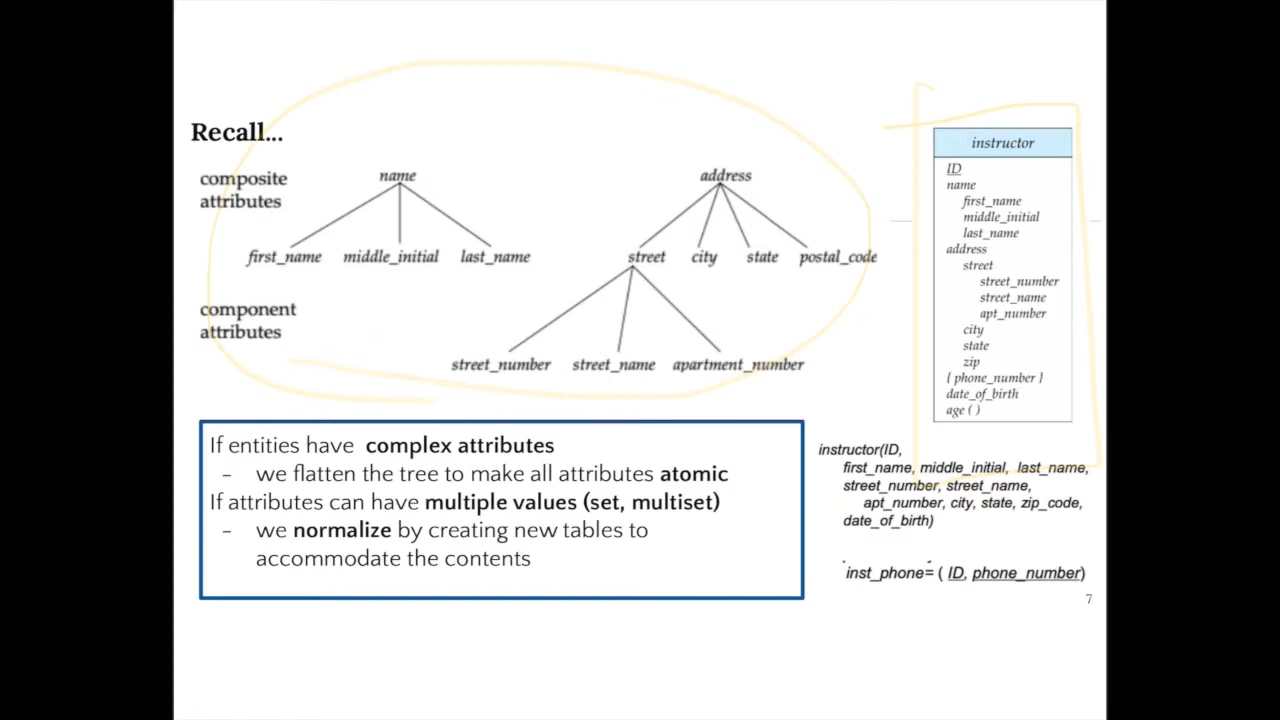 Recall...
composite
attributes
name
address
first_name middle_initial last_name
street city state postal_code
component
attributes
street_number street_name apartment_number
If entities have complex attributes
- we flatten the tree to make all attributes atomic
If attributes can have multiple values (set, multiset)
- we normalize by creating new tables to
accommodate the contents
instructor
ID
name
first_name
middle_initial
last_name
address
street
street_number
street_name
apt_number
city
state
zip
{ phone_number }
date_of_birth
age ( )
instructor(ID,
first_name, middle_initial, last_name,
street_number, street_name,
apt_number, city, state, zip_code,
date_of_birth)
inst_phone= ( ID, phone_number)
7